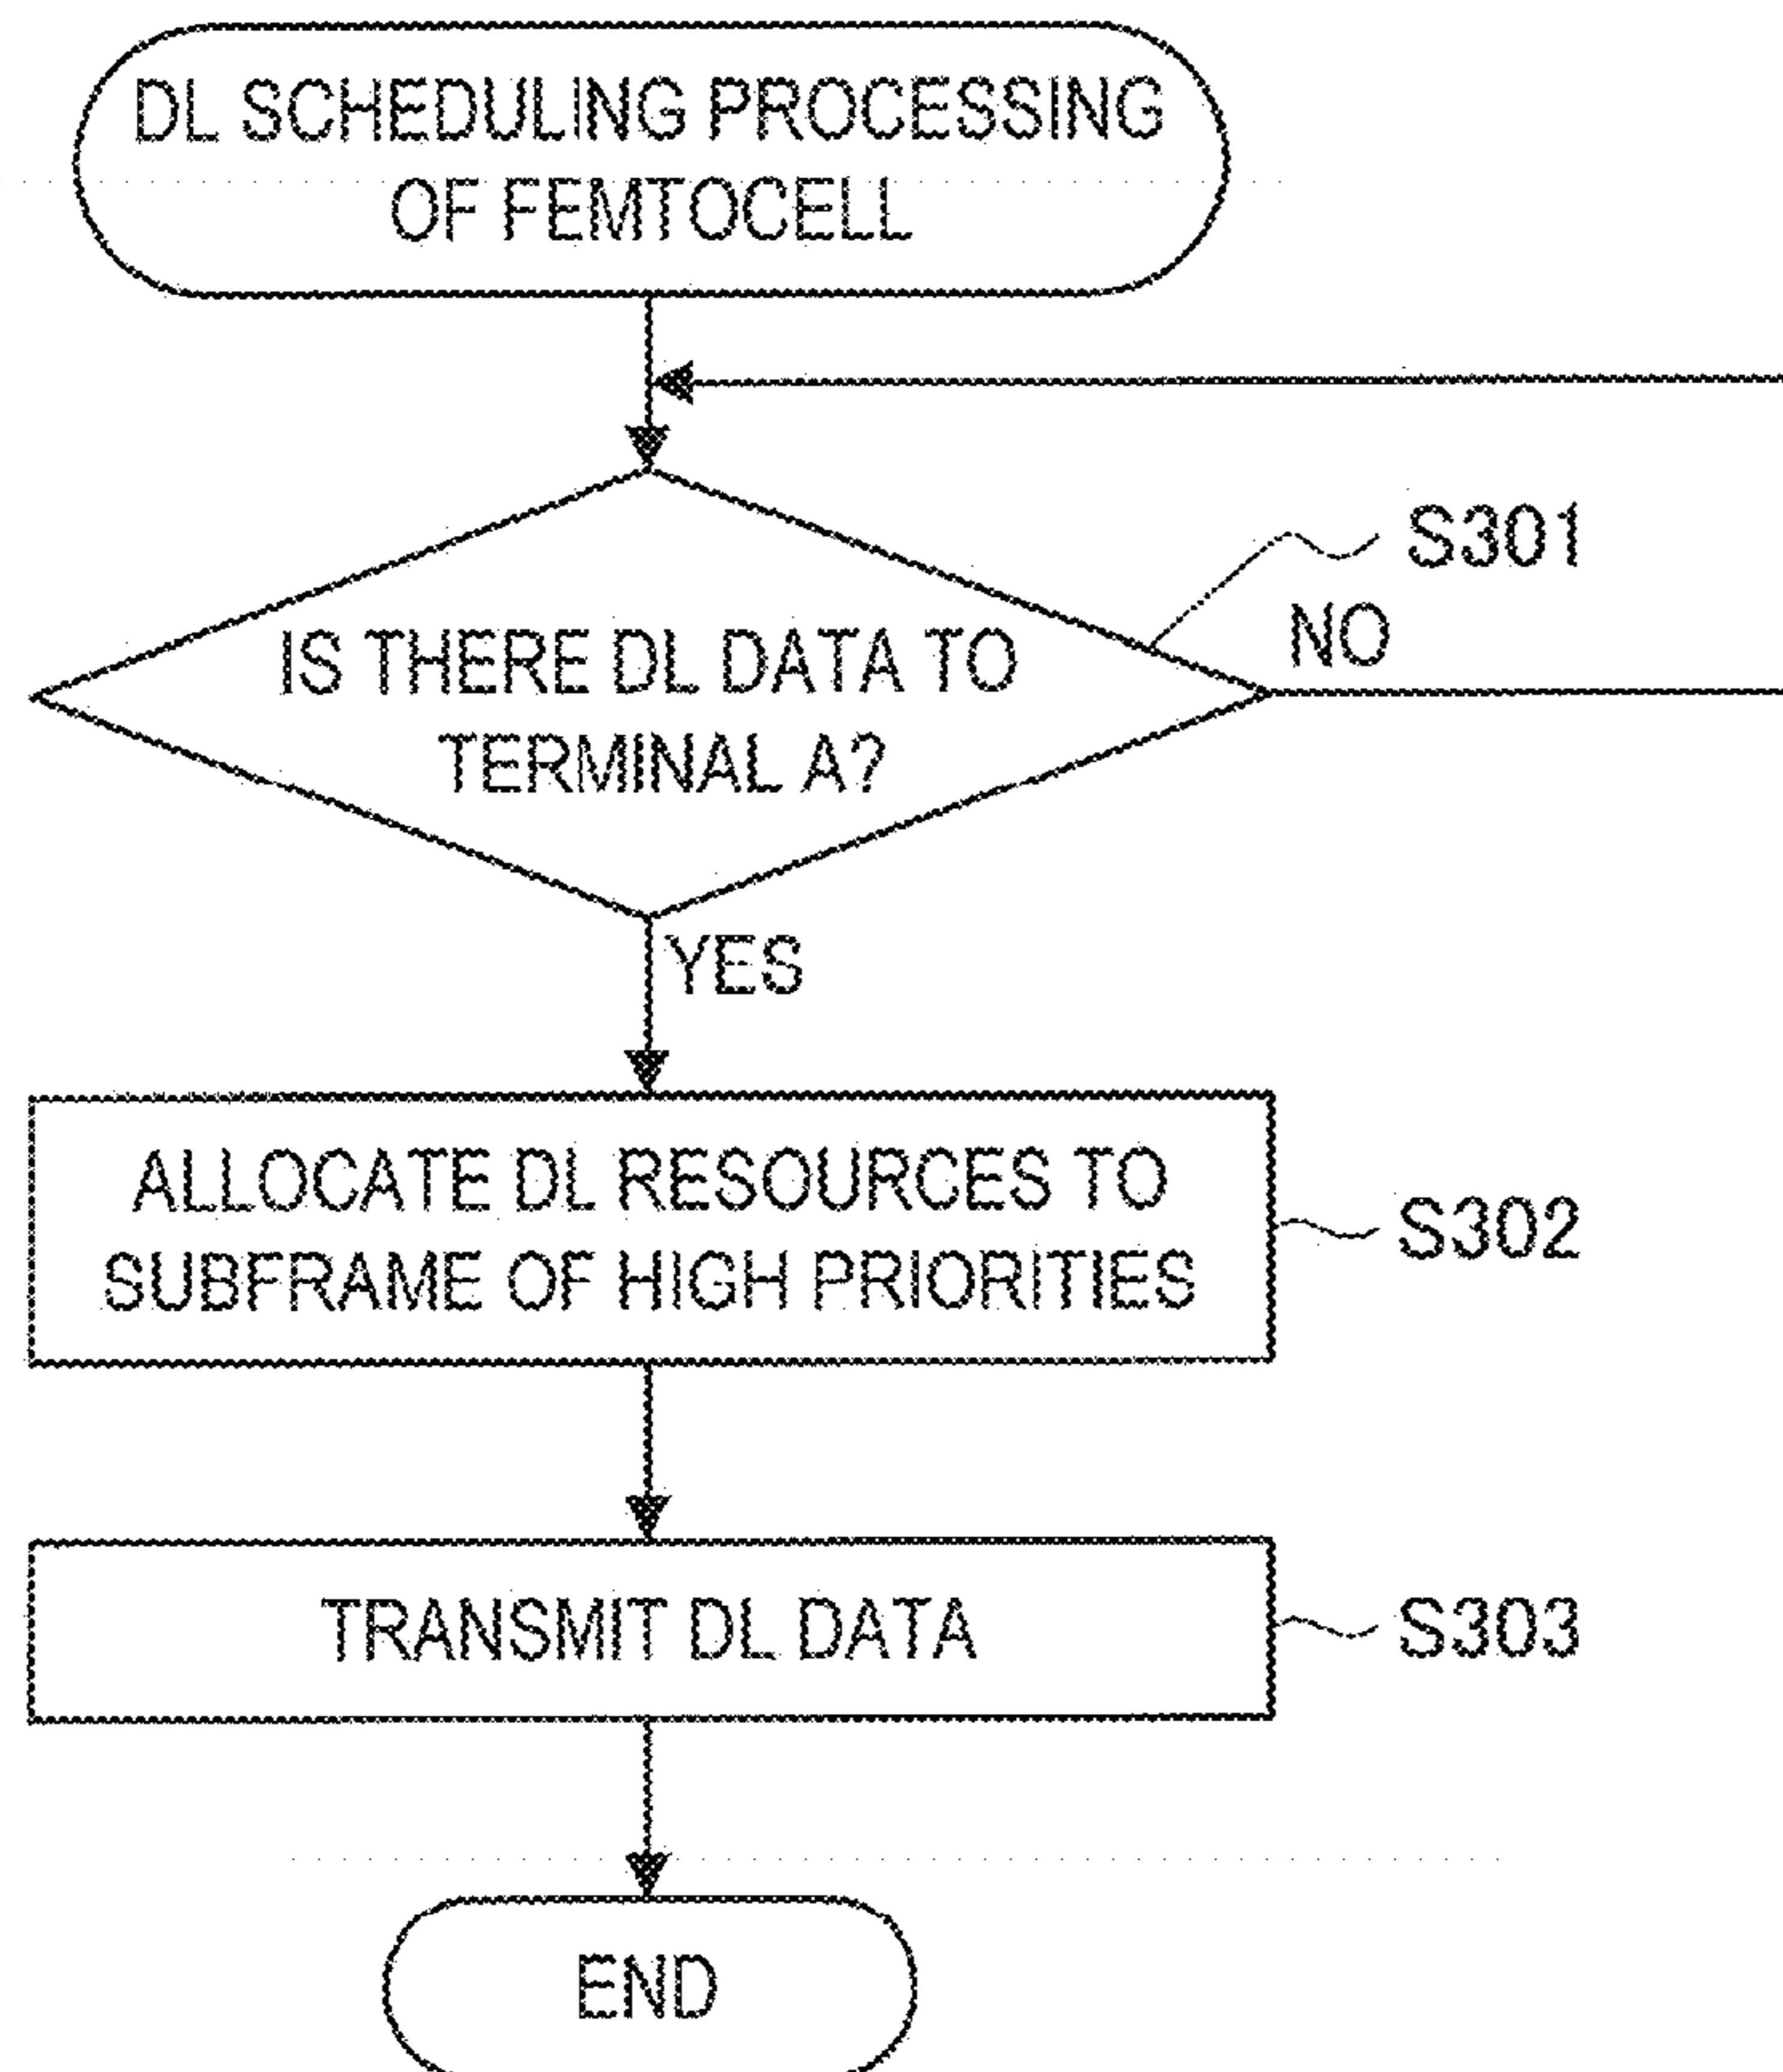 DL SCHEDULING PROCESSING
OF FEMTOCELL
S301
NO
IS THERE DL DATA TO
TERMINAL A?
YES
ALLOCATE DL RESOURCES TO
SUBFRAME OF HIGH PRIORITIES
S302
TRANSMIT DL DATA
S303
END